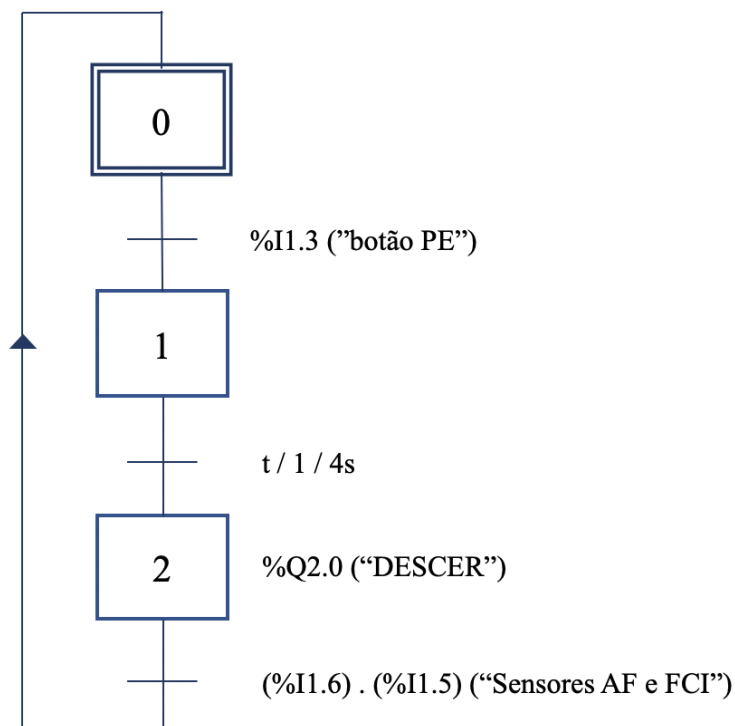 0
%I1.3 (”botão PE”)
1
t / 1 / 4s
2 %Q2.0 (“DESCER”)
(%I1.6) . (%I1.5) (“Sensores AF e FCI”)